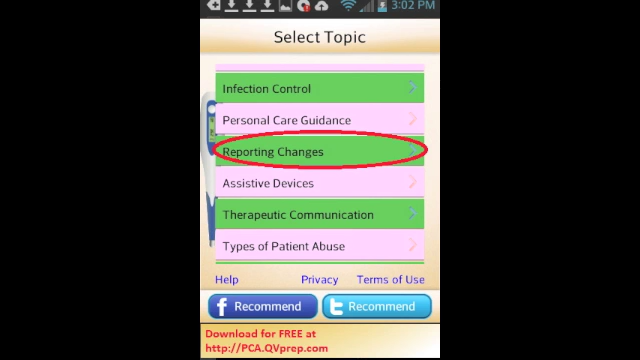 3:02 PM
Select Topic
Infection Control
Personal Care Guidance
Reporting Changes
Assistive Devices
Therapeutic Communication
Types of Patient Abuse
Help Privacy Terms of Use
f Recommend t Recommend
Download for FREE at
http://PCA.QVprep.com